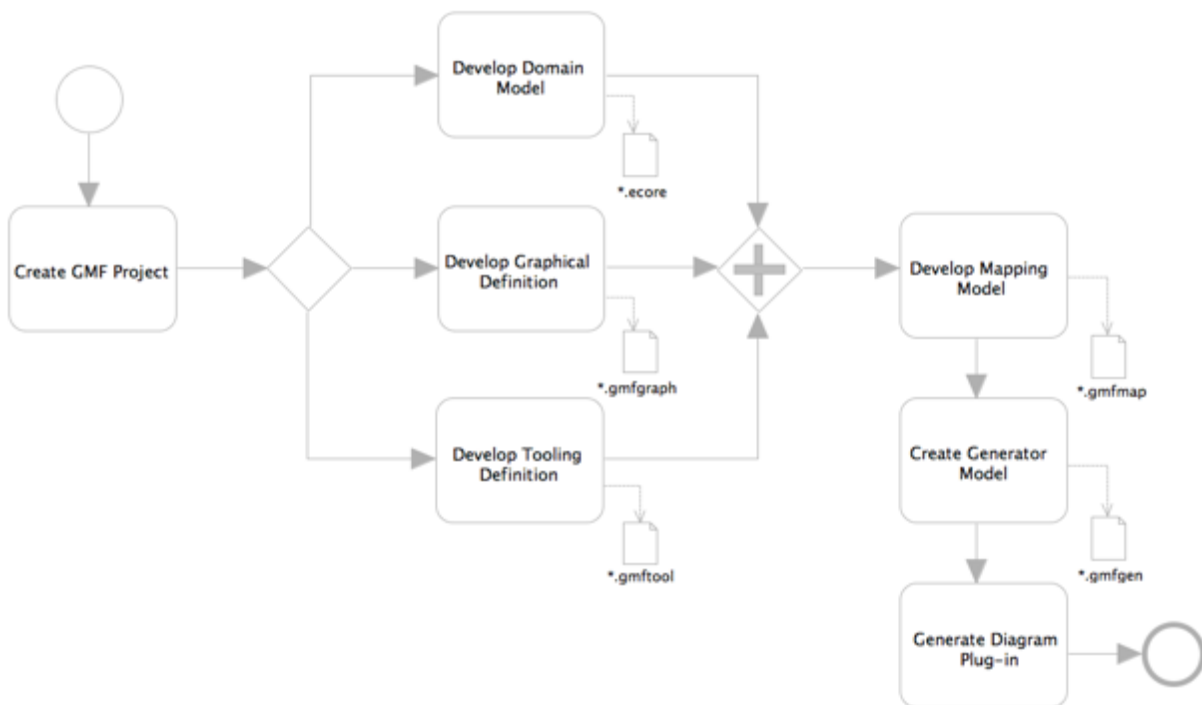 Create GMF Project
Develop Domain
Model
*.ecore
Develop Graphical
Definition
*.gmfgraph
Develop Tooling
Definition
*.gmftool
Develop Mapping
Model
*.gmfmap
Create Generator
Model
*.gmfgen
Generate Diagram
Plug-in